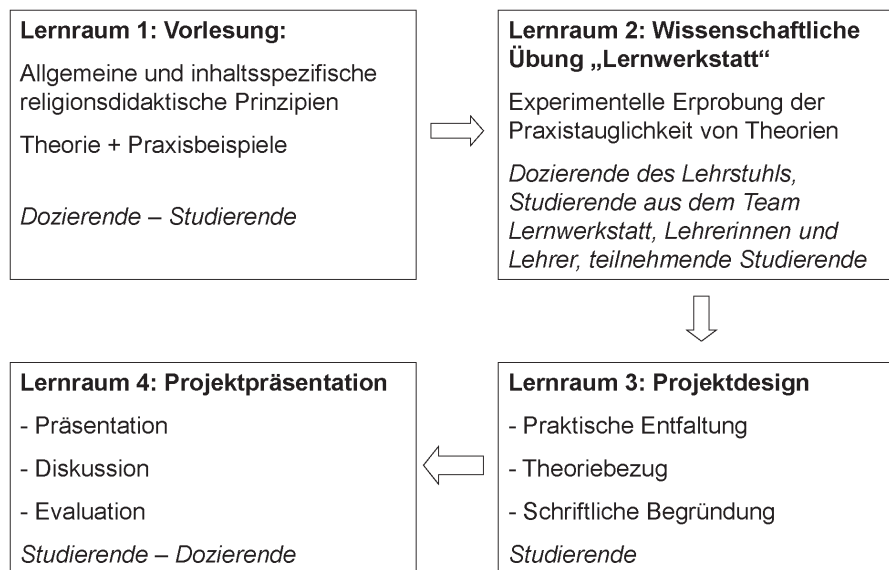 Lernraum 1: Vorlesung:
Allgemeine und inhaltsspezifische
religionsdidaktische Prinzipien
Theorie + Praxisbeispiele
Dozierende – Studierende
Lernraum 2: Wissenschaftliche
Übung „Lernwerkstatt“
Experimentelle Erprobung der
Praxistauglichkeit von Theorien
Dozierende des Lehrstuhls,
Studierende aus dem Team
Lernwerkstatt, Lehrerinnen und
Lehrer, teilnehmende Studierende
Lernraum 3: Projektdesign
- Praktische Entfaltung
- Theoriebezug
- Schriftliche Begründung
Studierende
Lernraum 4: Projektpräsentation
- Präsentation
- Diskussion
- Evaluation
Studierende – Dozierende